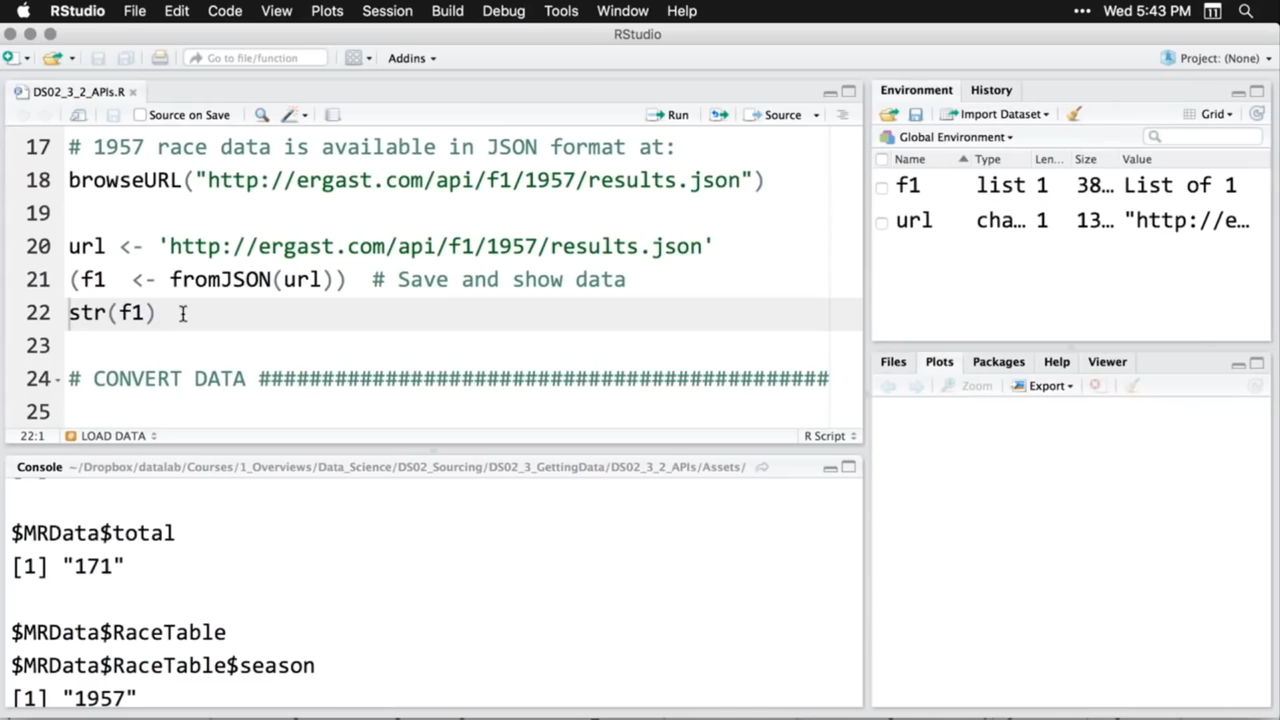 RStudio File Edit Code View Plots Session Build Debug Tools Window Help ••• Wed 5:43 PM 11
RStudio
Go to file/function Addins Project: (None)
DS02_3_2_APIs.R
Source on Save Run Source
17 # 1957 race data is available in JSON format at:
18 browseURL("http://ergast.com/api/f1/1957/results.json")
19
20 url <- 'http://ergast.com/api/f1/1957/results.json'
21 (f1 <- fromJSON(url)) # Save and show data
22 str(f1)
23
24 # CONVERT DATA ###########################################
25
22:1 LOAD DATA R Script
Console ~/Dropbox/datalab/Courses/1_Overviews/Data_Science/DS02_Sourcing/DS02_3_GettingData/DS02_3_2_APIs/Assets/
$MRData$total
[1] "171"
$MRData$RaceTable
$MRData$RaceTable$season
[1] "1957"
Environment History
Import Dataset Grid
Global Environment
Name Type Len... Size Value
f1 list 1 38... List of 1
url cha... 1 13... "http://e...
Files Plots Packages Help Viewer
Zoom Export